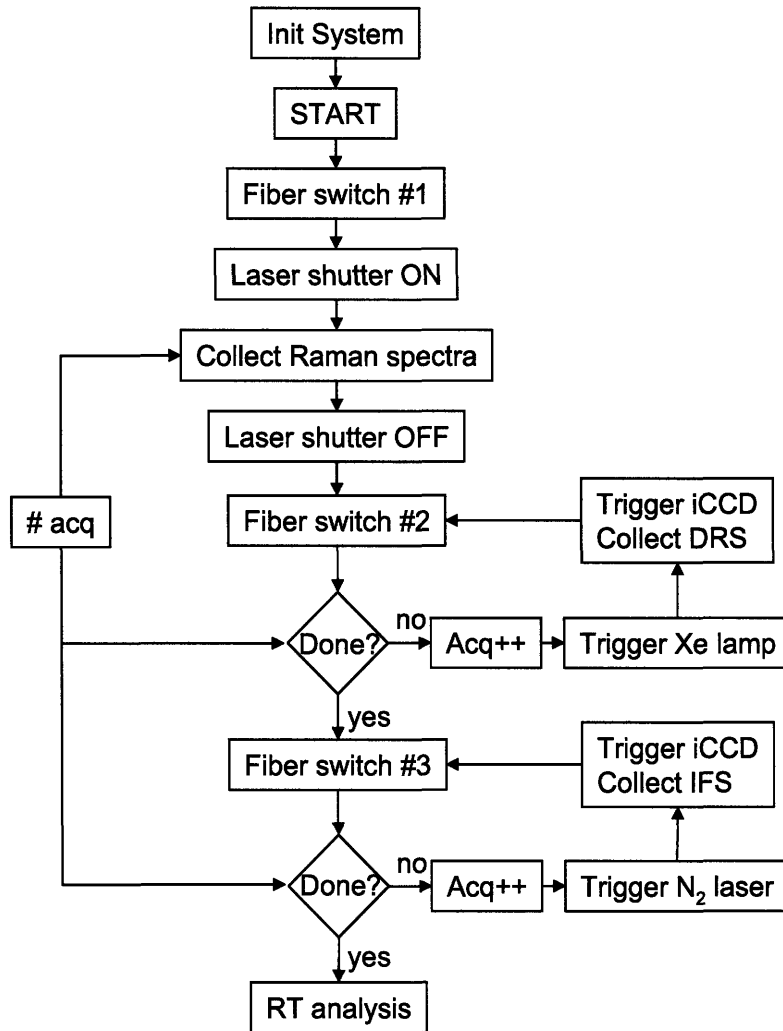 Init System
START
Fiber switch #1
Laser shutter ON
Collect Raman spectra
Laser shutter OFF
# acq
Fiber switch #2
Trigger iCCD
Collect DRS
Done?
no
Acq++
Trigger Xe lamp
yes
Fiber switch #3
Trigger iCCD
Collect IFS
Done?
no
Acq++
Trigger N₂ laser
yes
RT analysis